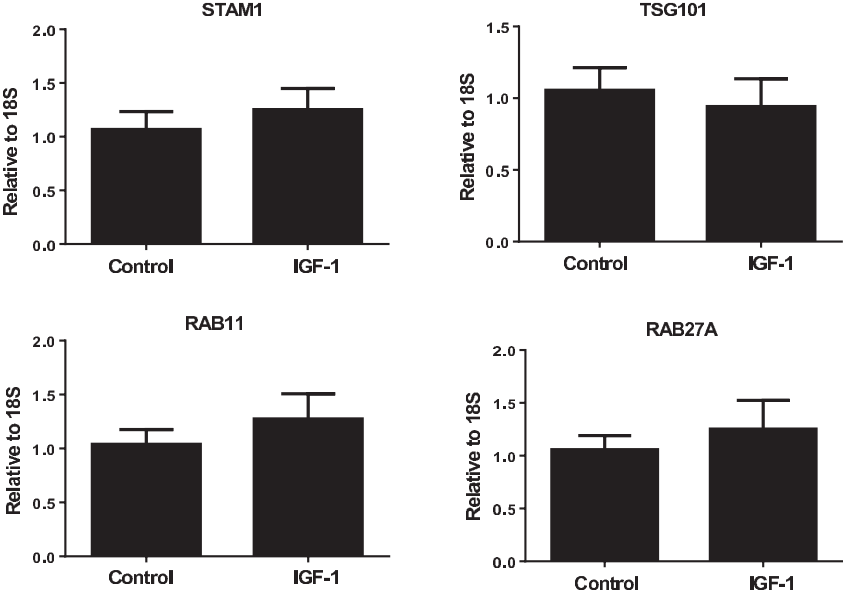 STAM1
Relative to 18S
2.0
1.5
1.0
0.5
0.0
Control IGF-1
TSG101
Relative to 18S
1.5
1.0
0.5
0.0
Control IGF-1
RAB11
Relative to 18S
2.0
1.5
1.0
0.5
0.0
Control IGF-1
RAB27A
Relative to 18S
2.0
1.5
1.0
0.5
0.0
Control IGF-1